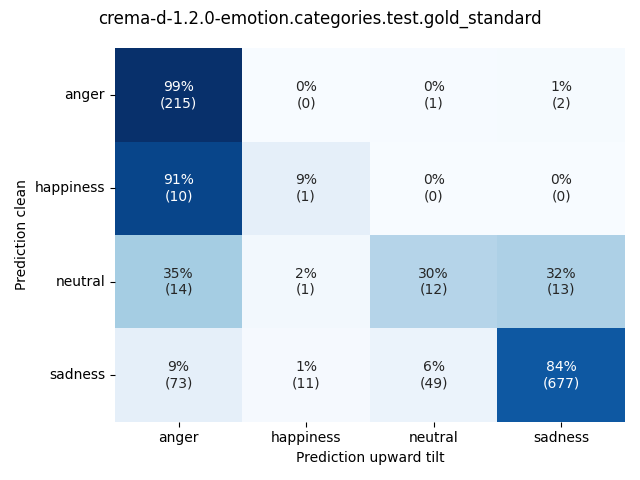 crema-d-1.2.0-emotion.categories.test.gold_standard
Prediction clean
anger
99% 0% 0% 1%
(215) (0) (1) (2)
happiness
91% 9% 0% 0%
(10) (1) (0) (0)
neutral
35% 2% 30% 32%
(14) (1) (12) (13)
sadness
9% 1% 6% 84%
(73) (11) (49) (677)
anger happiness neutral sadness
Prediction upward tilt